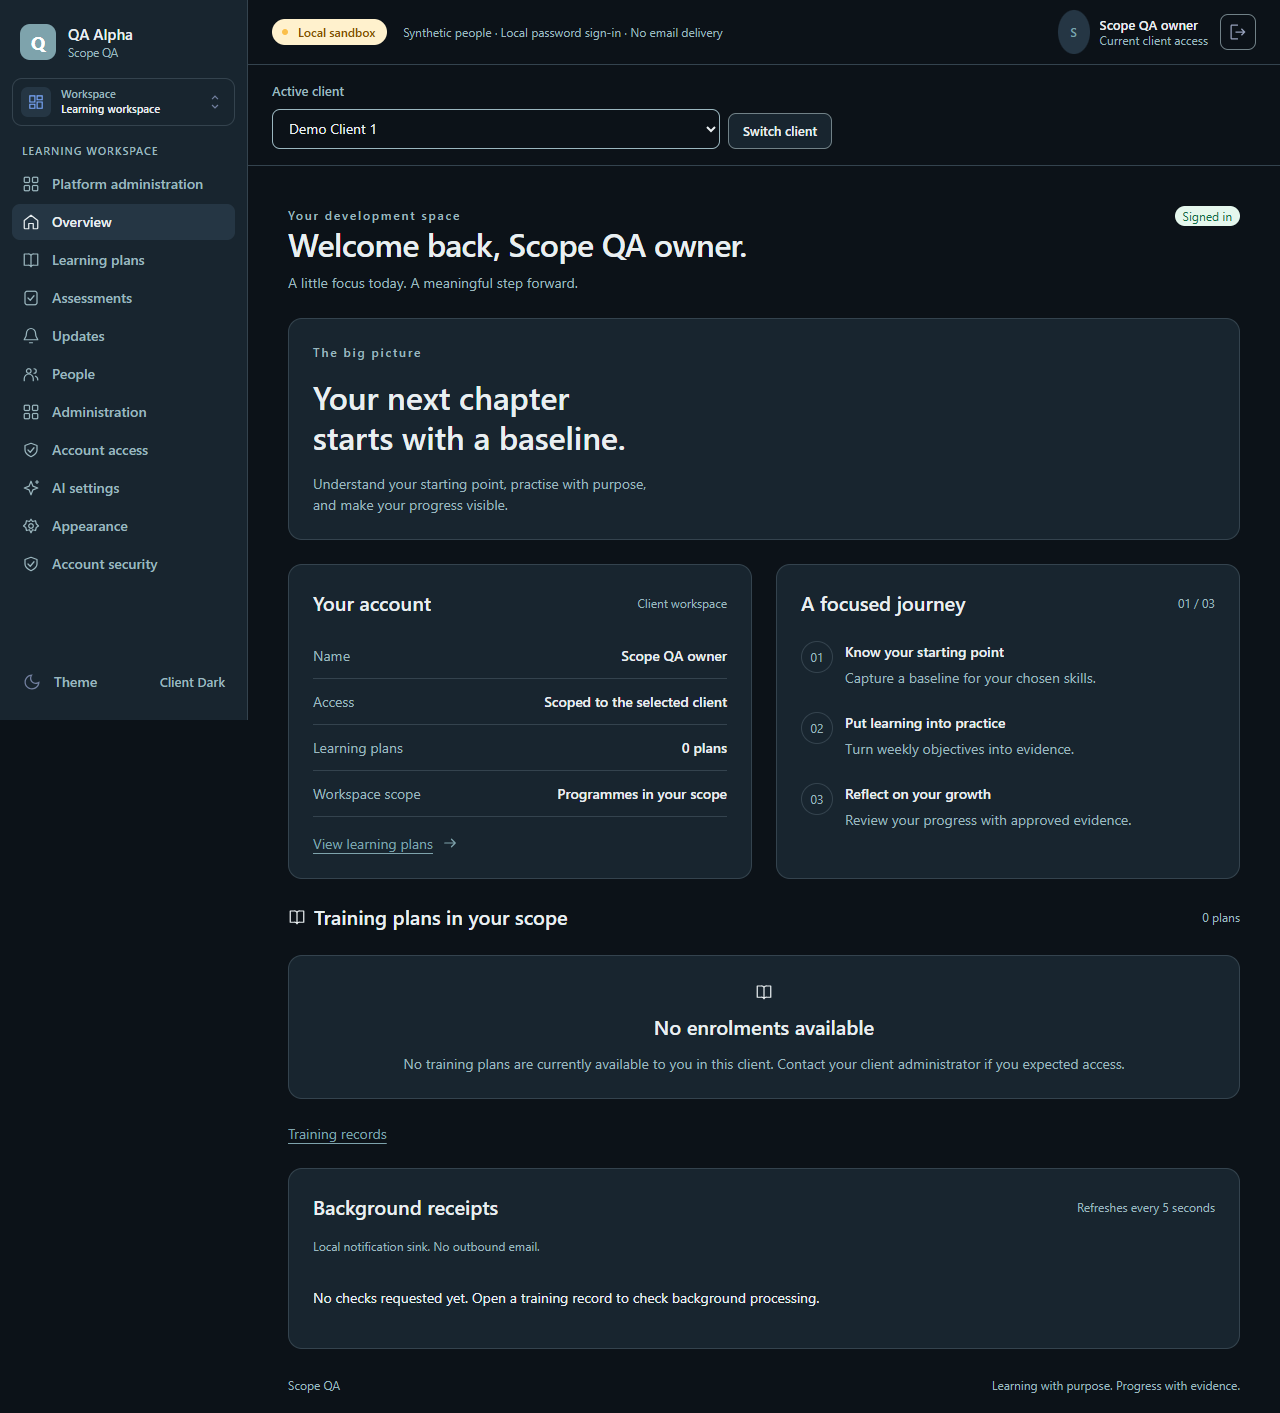 Q
QA Alpha
Scope QA
Workspace
Learning workspace
LEARNING WORKSPACE
Platform administration
Overview
Learning plans
Assessments
Updates
People
Administration
Account access
AI settings
Appearance
Account security
Theme
Client Dark
Local sandbox
Synthetic people · Local password sign-in · No email delivery
S
Scope QA owner
Current client access
Active client
Demo Client 1
Switch client
Your development space
Signed in
Welcome back, Scope QA owner.
A little focus today. A meaningful step forward.
The big picture
Your next chapter
starts with a baseline.
Understand your starting point, practise with purpose,
and make your progress visible.
Your account
Client workspace
Name
Scope QA owner
Access
Scoped to the selected client
Learning plans
0 plans
Workspace scope
Programmes in your scope
View learning plans
A focused journey
01 / 03
01
Know your starting point
Capture a baseline for your chosen skills.
02
Put learning into practice
Turn weekly objectives into evidence.
03
Reflect on your growth
Review your progress with approved evidence.
Training plans in your scope
0 plans
No enrolments available
No training plans are currently available to you in this client. Contact your client administrator if you expected access.
Training records
Background receipts
Refreshes every 5 seconds
Local notification sink. No outbound email.
No checks requested yet. Open a training record to check background processing.
Scope QA
Learning with purpose. Progress with evidence.